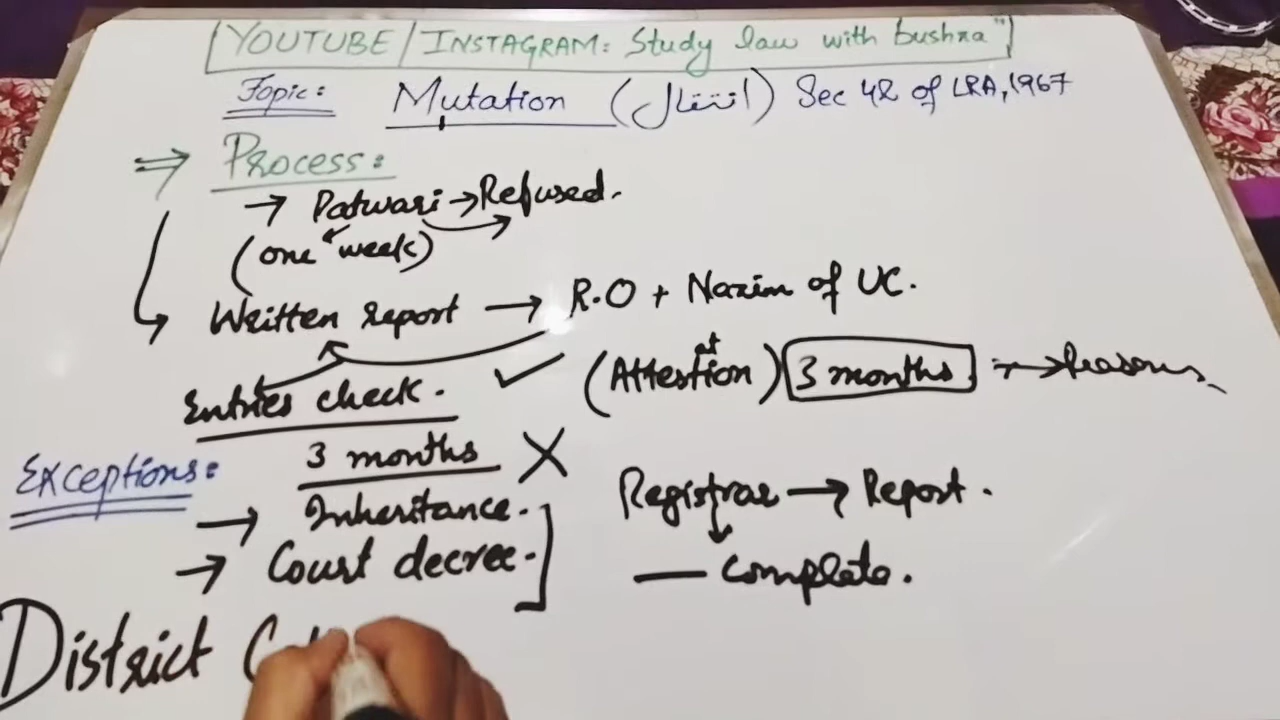 [YOUTUBE/INSTAGRAM: Study law with bushra"]
Topic: Mutation (انتقال) Sec 42 of LRA, 1967
⇒ Process:
→ Patwari → Refused.
(one week)
Written report → R.O + Nazim of UC.
Entries check. ✓ (Attestation) 3 months → Reasons
Exceptions: 3 months X
→ Inheritance. Registrar → Report.
→ Court decree. — Complete.
District